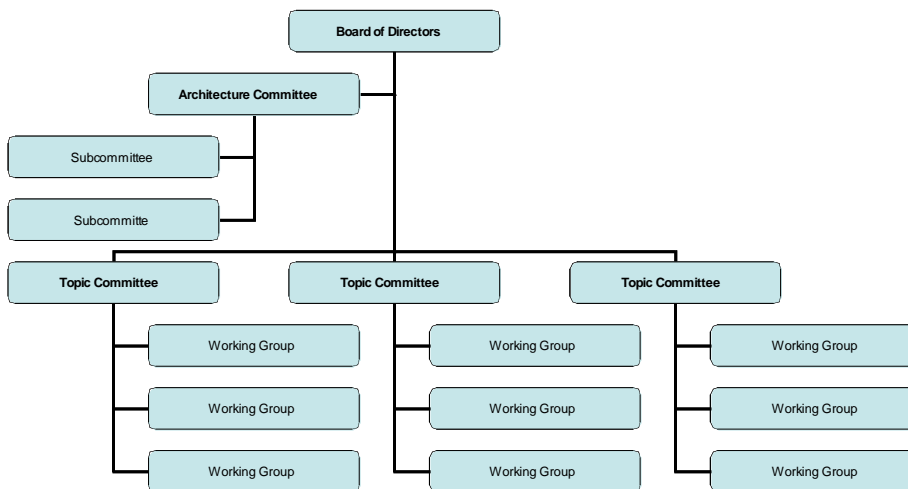 Board of Directors
Architecture Committee
Subcommittee
Subcommitte
Topic Committee
Topic Committee
Topic Committee
Working Group
Working Group
Working Group
Working Group
Working Group
Working Group
Working Group
Working Group
Working Group